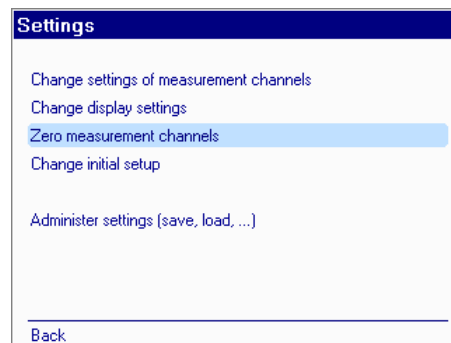 Settings
Change settings of measurement channels
Change display settings
Zero measurement channels
Change initial setup
Administer settings (save, load, ...)
Back